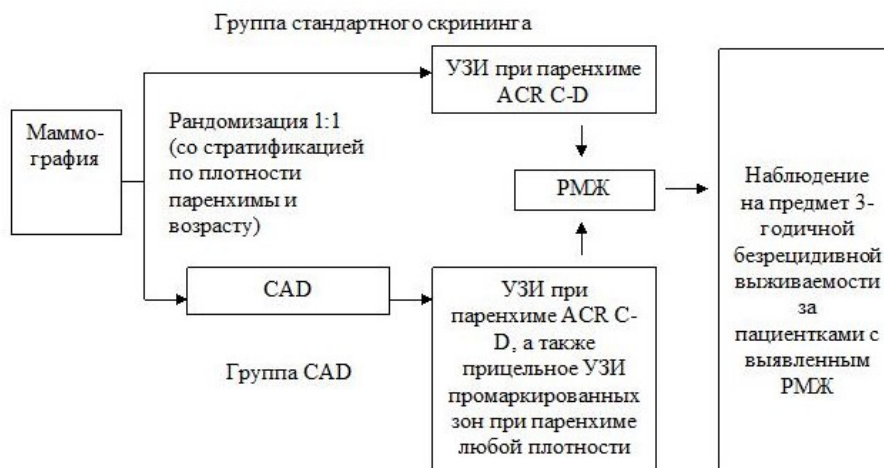 Группа стандартного скрининга
УЗИ при паренхиме
ACR C-D
Маммо-
графия
Рандомизация 1:1
(со стратификацией
по плотности
паренхимы и
возрасту)
РМЖ
CAD
УЗИ при
паренхиме ACR C-
D, а также
прицельное УЗИ
промаркированных
зон при паренхиме
любой плотности
Группа CAD
Наблюдение
на предмет 3-
годичной
безрецидивной
выживаемости
за
пациентками с
выявленным
РМЖ